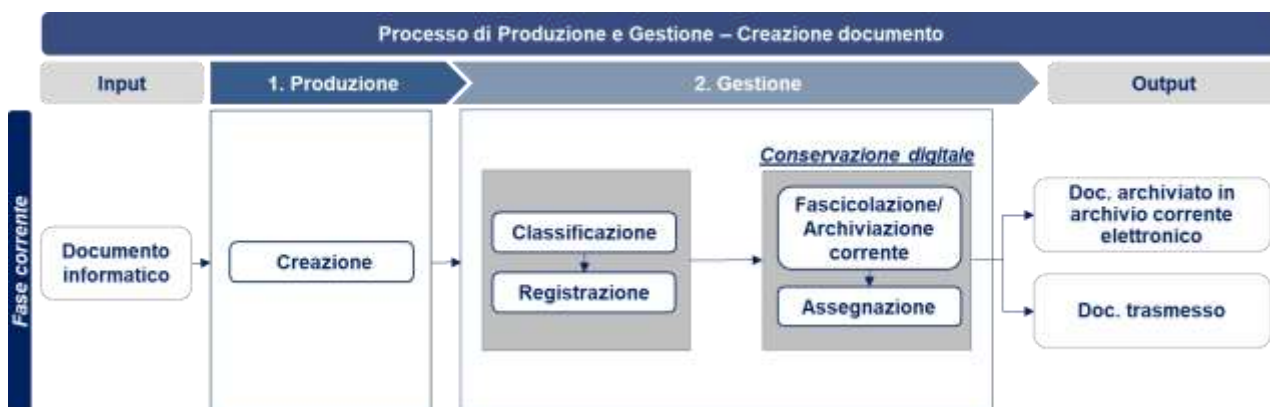 Processo di Produzione e Gestione – Creazione documento
Input
1. Produzione
2. Gestione
Output
Fase corrente
Documento
informatico
Creazione
Classificazione
Registrazione
Conservazione digitale
Fascicolazione/
Archiviazione
corrente
Assegnazione
Doc. archiviato in
archivio corrente
elettronico
Doc. trasmesso